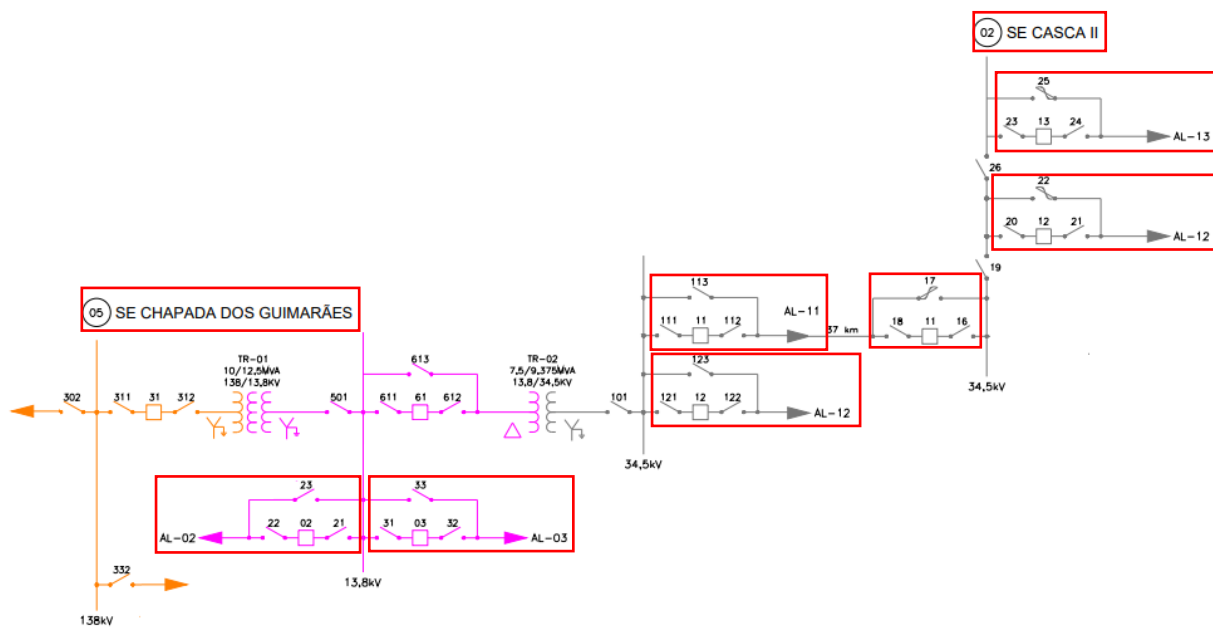 02 SE CASCA II
25
23 13 24
AL-13
26
22
20 12 21
AL-12
19
17
18 11 16
34,5kV
113
AL-11
111 11 112
37 km
123
121 12 122
AL-12
101
34,5kV
05 SE CHAPADA DOS GUIMARÃES
TR-01
10/12,5MVA
138/13,8KV
613
TR-02
7.5/9,375MVA
13,8/34,5KV
302 311 31 312
501 611 61 612
23
22 02 21
AL-02
33
31 03 32
AL-03
13,8kV
332
138kV